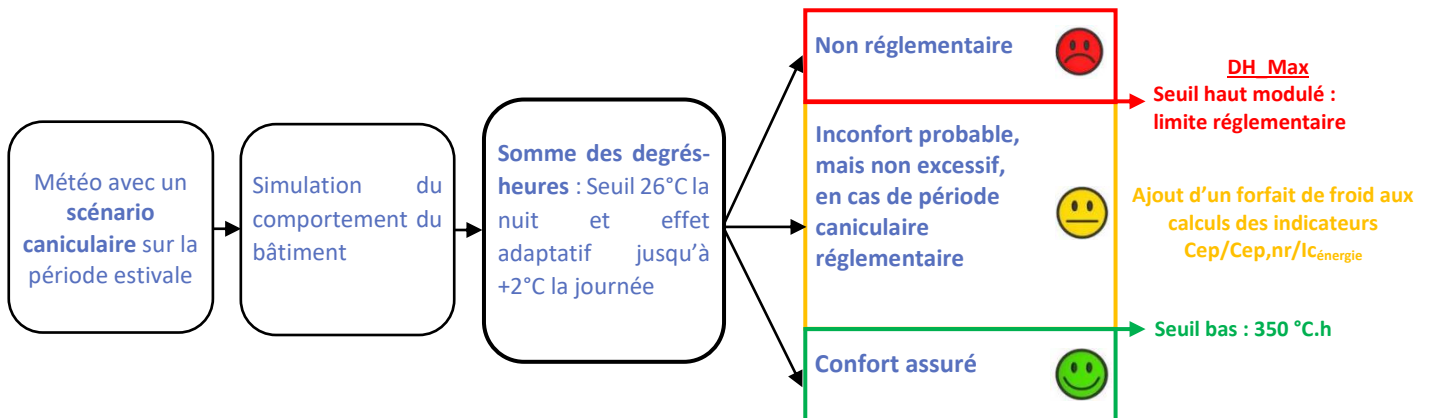 Météo avec un
scénario
caniculaire sur la
période estivale
Simulation du
comportement du
bâtiment
Somme des degrés-
heures : Seuil 26°C la
nuit et effet
adaptatif jusqu'à
+2°C la journée
Non réglementaire
Inconfort probable,
mais non excessif,
en cas de période
caniculaire
réglementaire
Confort assuré
DH_Max
Seuil haut modulé :
limite réglementaire
Ajout d'un forfait de froid aux
calculs des indicateurs
Cep/Cep,nr/Icénergie
Seuil bas : 350 °C.h